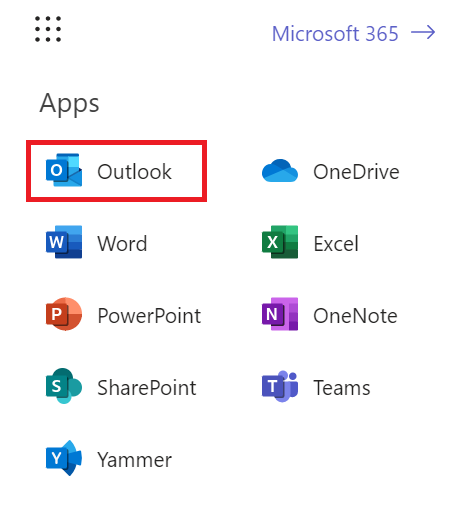 Microsoft 365
Apps
O Outlook
OneDrive
W Word
X Excel
P PowerPoint
N OneNote
S SharePoint
T Teams
Y Yammer